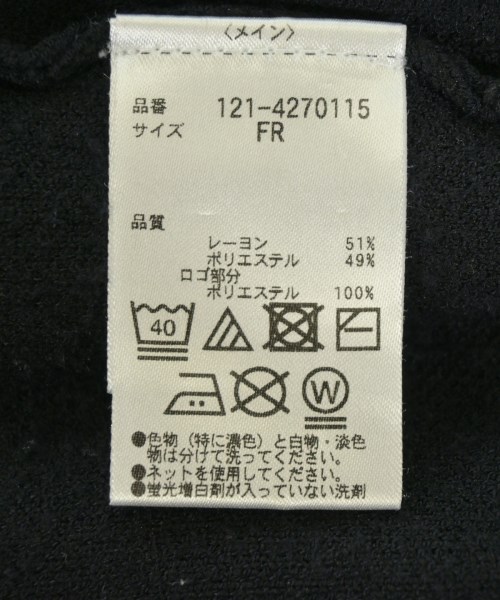 〈メイン〉
品番 121-4270115
サイズ FR
品質
レーヨン 51%
ポリエステル 49%
ロゴ部分
ポリエステル 100%
40
W
●色物（特に濃色）と白物・淡色
物は分けて洗ってください。
●ネットを使用してください。
●蛍光増白剤が入っていない洗剤